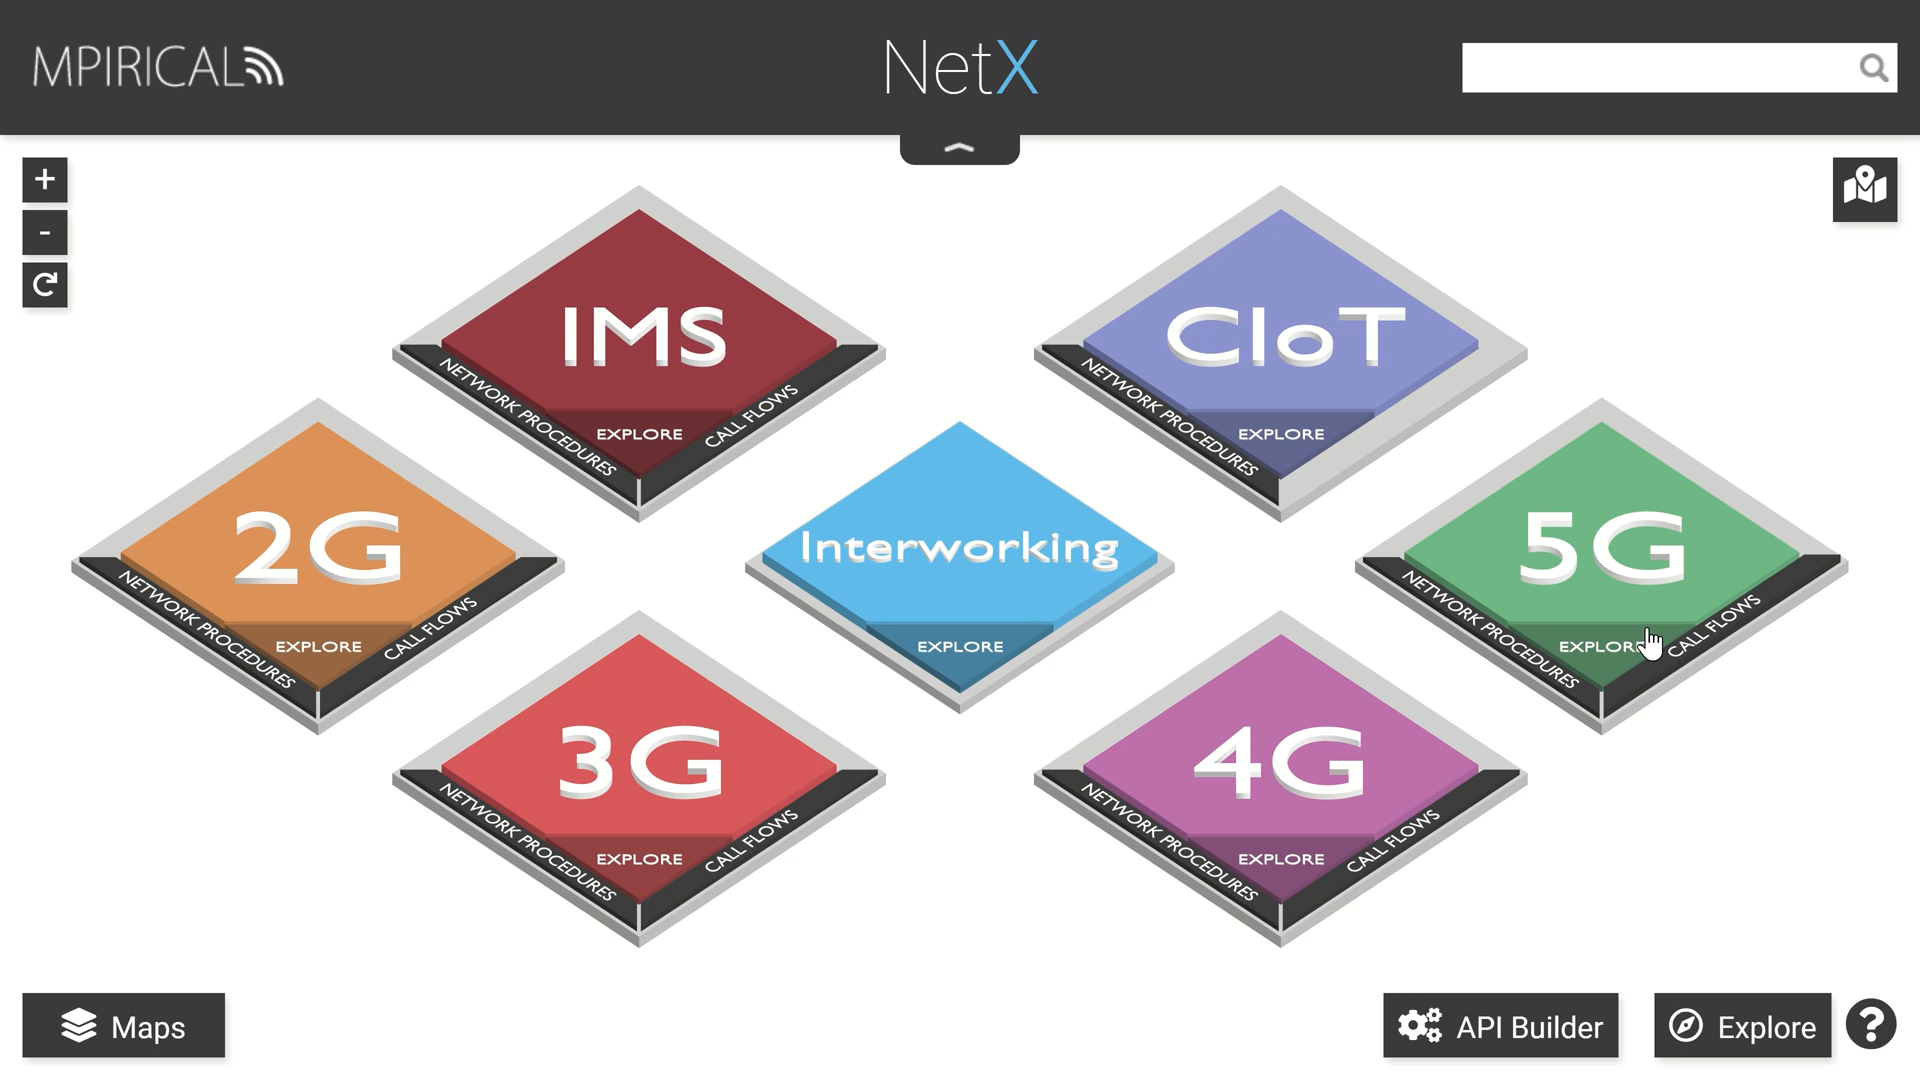 MPIRICAL
NetX
+
-
IMS
NETWORK PROCEDURES
EXPLORE
CALL FLOWS
CIoT
NETWORK PROCEDURES
EXPLORE
2G
NETWORK PROCEDURES
EXPLORE
CALL FLOWS
Interworking
EXPLORE
5G
NETWORK PROCEDURES
EXPLORE
CALL FLOWS
3G
NETWORK PROCEDURES
EXPLORE
CALL FLOWS
4G
NETWORK PROCEDURES
EXPLORE
CALL FLOWS
Maps
API Builder
Explore
?